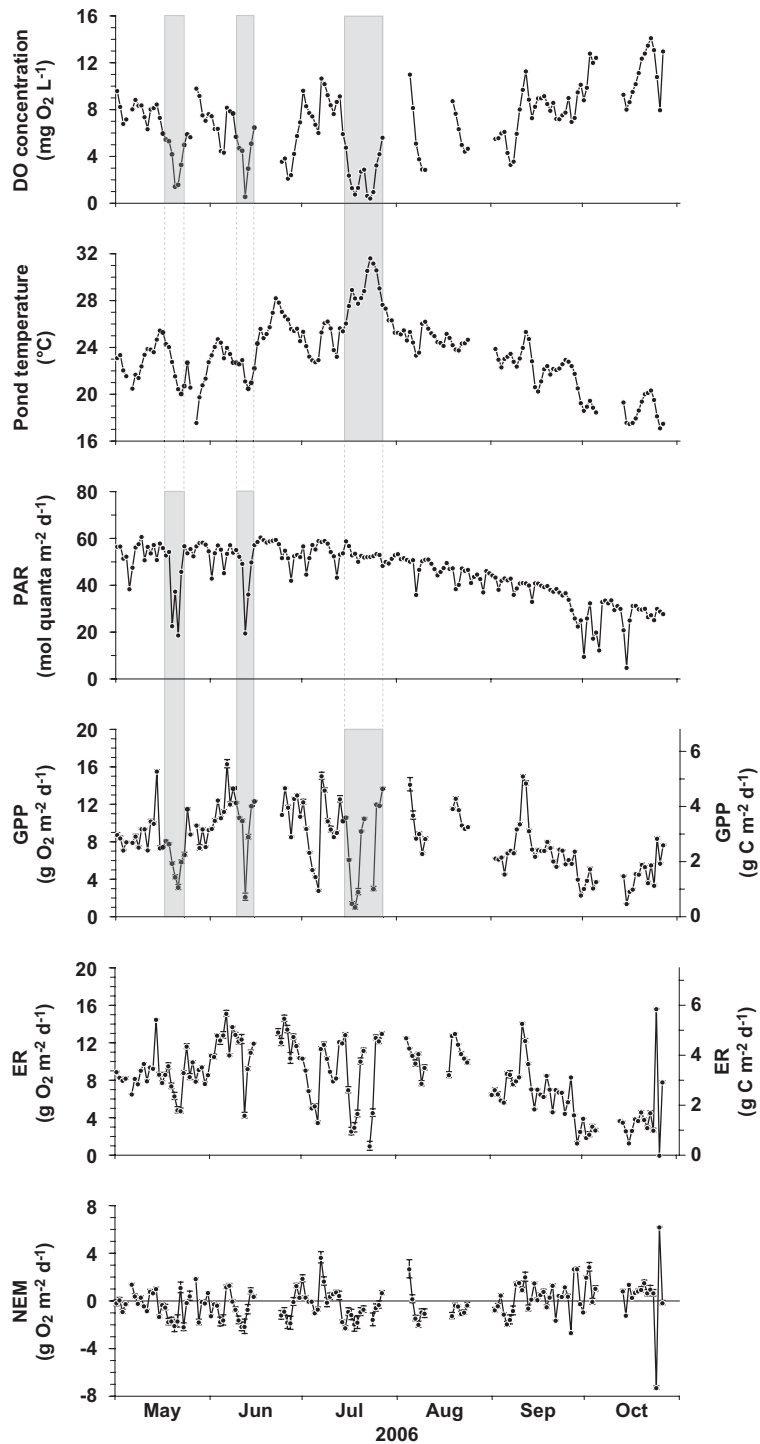 16
12
8
4
0
DO concentration
(mg O₂ L⁻¹)
32
28
24
20
16
Pond temperature
(°C)
80
60
40
20
0
PAR
(mol quanta m⁻² d⁻¹)
20
16
12
8
4
0
GPP
(g O₂ m⁻² d⁻¹)
6
4
2
0
GPP
(g C m⁻² d⁻¹)
20
16
12
8
4
0
ER
(g O₂ m⁻² d⁻¹)
6
4
2
0
ER
(g C m⁻² d⁻¹)
8
4
0
-4
-8
NEM
(g O₂ m⁻² d⁻¹)
May Jun Jul Aug Sep Oct
2006